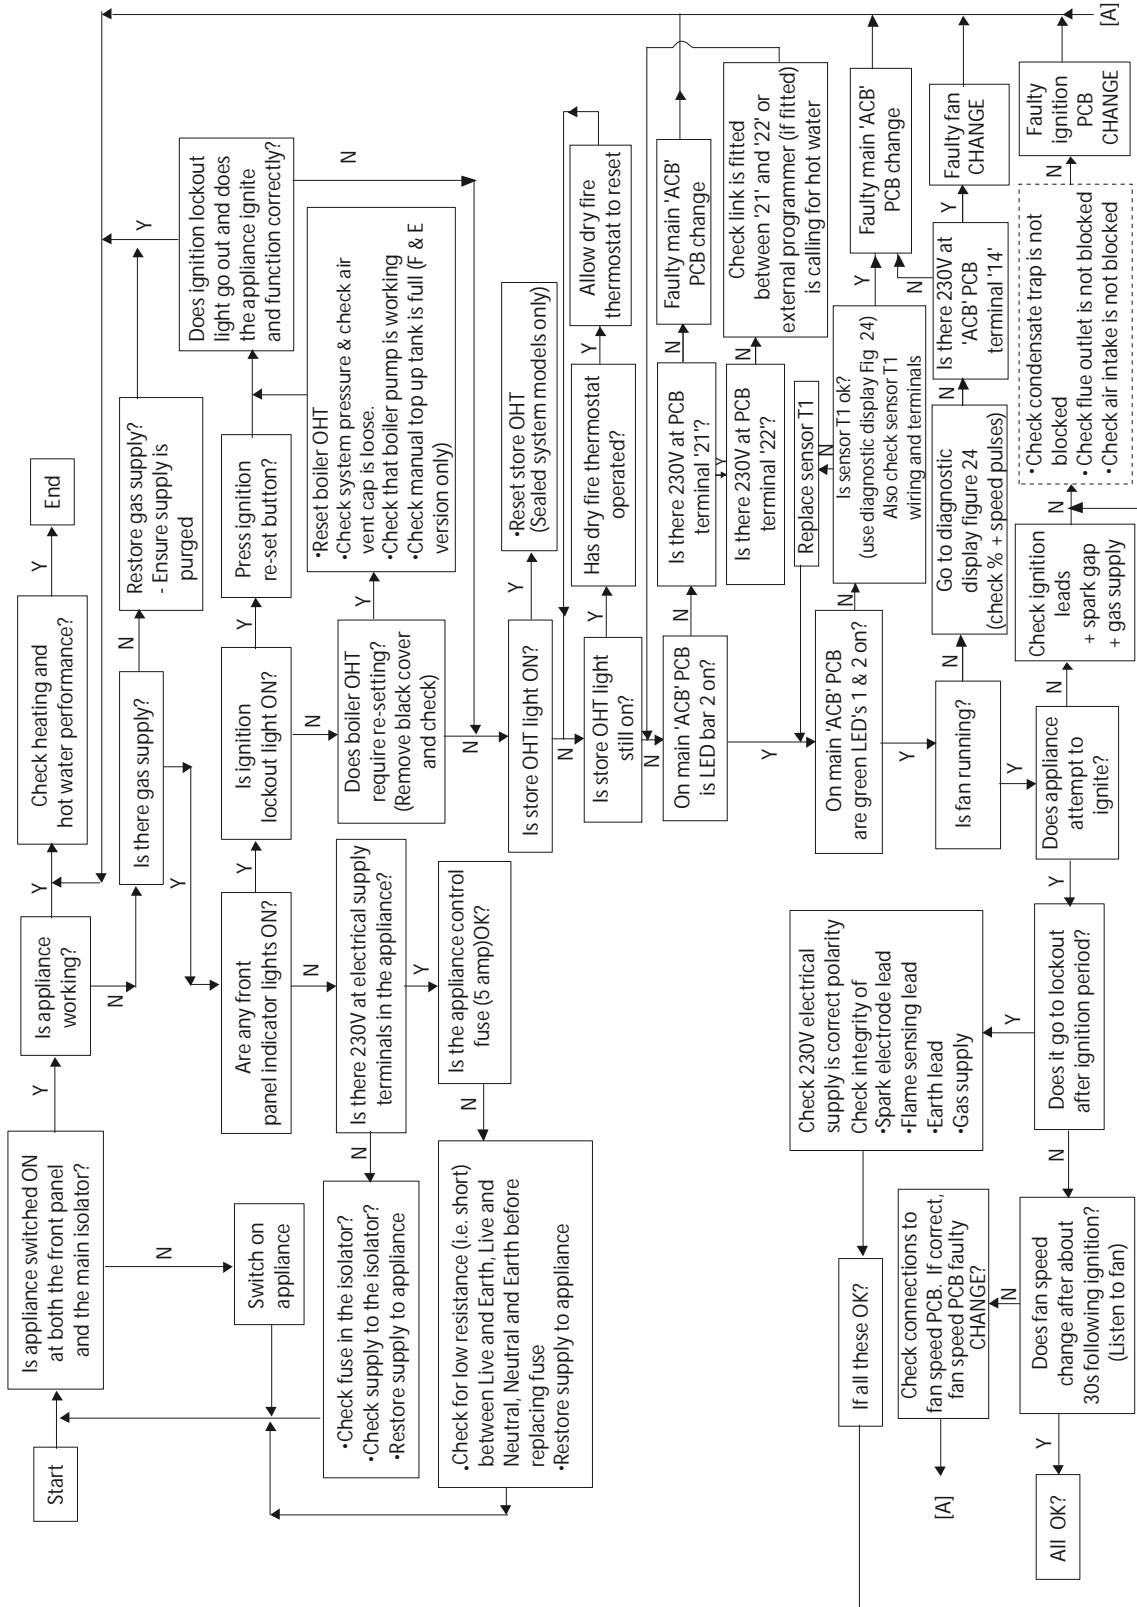 Start
Is appliance switched ON
at both the front panel
and the main isolator?
Y
N
Switch on
appliance
Is appliance
working?
Y
N
Check heating and
hot water performance?
Y
End
Is there gas supply?
N
Y
Restore gas supply?
- Ensure supply is
purged
Y
Are any front
panel indicator lights ON?
Y
N
Is ignition
lockout light ON?
Y
N
Press ignition
re-set button?
Does ignition lockout
light go out and does
the appliance ignite
and function correctly?
N
Is there 230V at electrical supply
terminals in the appliance?
N
Y
•Check fuse in the isolator?
•Check supply to the isolator?
•Restore supply to appliance
Is the appliance control
fuse (5 amp)OK?
N
•Check for low resistance (i.e. short)
between Live and Earth, Live and
Neutral, Neutral and Earth before
replacing fuse
•Restore supply to appliance
Does boiler OHT
require re-setting?
(Remove black cover
and check)
Y
N
•Reset boiler OHT
•Check system pressure & check air
vent cap is loose.
•Check that boiler pump is working
•Check manual top up tank is full (F & E
version only)
Is store OHT light ON?
Y
N
•Reset store OHT
(Sealed system models only)
Is store OHT light
still on?
Y
N
Has dry fire thermostat
operated?
Y
Allow dry fire
thermostat to reset
On main 'ACB' PCB
is LED bar 2 on?
N
Y
Is there 230V at PCB
terminal '21'?
N
Y
Faulty main 'ACB'
PCB change
Is there 230V at PCB
terminal '22'?
N
Check link is fitted
between '21' and '22' or
external programmer (if fitted)
is calling for hot water
Replace sensor T1
On main 'ACB' PCB
are green LED's 1 & 2 on?
N
Y
Is sensor T1 ok?
(use diagnostic display Fig 24)
Also check sensor T1
wiring and terminals
N
Y
Faulty main 'ACB'
PCB change
Is fan running?
N
Y
Go to diagnostic
display figure 24
(check % + speed pulses)
N
Is there 230V at
'ACB' PCB
terminal '14'
N
Y
Faulty fan
CHANGE
Does appliance
attempt to
ignite?
N
Y
Check ignition
leads
+ spark gap
+ gas supply
N
•Check condensate trap is not
blocked
•Check flue outlet is not blocked
•Check air intake is not blocked
N
Faulty
ignition
PCB
CHANGE
[A]
Does it go to lockout
after ignition period?
Y
N
Check 230V electrical
supply is correct polarity
Check integrity of
•Spark electrode lead
•Flame sensing lead
•Earth lead
•Gas supply
If all these OK?
Does fan speed
change after about
30s following ignition?
(Listen to fan)
N
Y
Check connections to
fan speed PCB. If correct,
fan speed PCB faulty
CHANGE?
[A]
All OK?